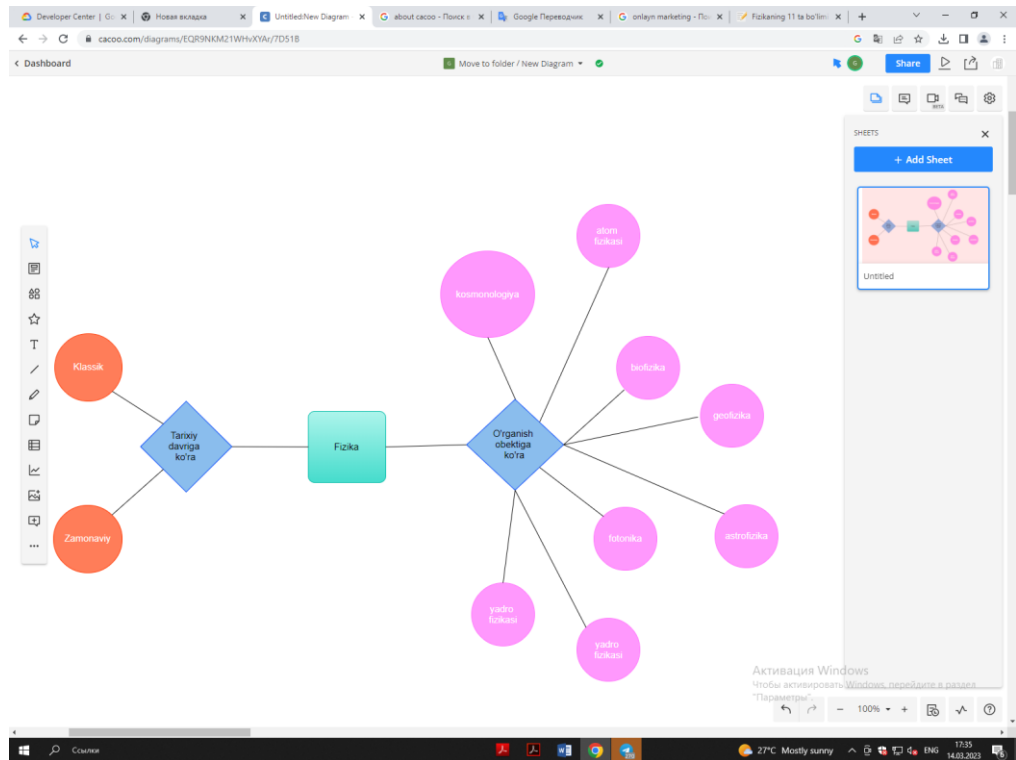 Developer Center | Go
Новая вкладка
Untitled(New Diagram
about cacoo - Поиск в
Google Переводчик
onlayn marketing - Пои
Fizikaning 11 ta bo'limi
cacoo.com/diagrams/EQR9NKM21WHvXYAr/7D51B
Dashboard
Move to folder / New Diagram
Share
BETA
SHEETS
+ Add Sheet
Untitled
atom
fizikasi
kosmonologiya
Klassik
biofizika
geofizika
Tarixiy
davriga
ko'ra
Fizika
O'rganish
obektiga
ko'ra
Zamonaviy
fotonika
astrofizika
yadro
fizikasi
yadro
fizikasi
Активация Windows
Чтобы активировать Windows, перейдите в раздел
"Параметры".
100%
Ссылки
27°C Mostly sunny
ENG
17:35
14.03.2023